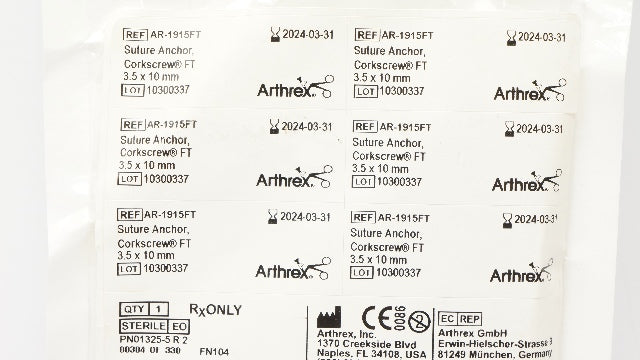 REF AR-1915FT 2024-03-31
Suture Anchor,
Corkscrew® FT
3.5 x 10 mm
LOT 10300337 Arthrex
REF AR-1915FT 2024-03-31
Suture Anchor,
Corkscrew® FT
3.5 x 10 mm
LOT 10300337 Arthrex
REF AR-1915FT 2024-03-31
Suture Anchor,
Corkscrew® FT
3.5 x 10 mm
LOT 10300337 Arthrex
REF AR-1915FT 2024-03-31
Suture Anchor,
Corkscrew® FT
3.5 x 10 mm
LOT 10300337 Arthrex
REF AR-1915FT 2024-03-31
Suture Anchor,
Corkscrew® FT
3.5 x 10 mm
LOT 10300337 Arthrex
REF AR-1915FT 2024-03-31
Suture Anchor,
Corkscrew® FT
3.5 x 10 mm
LOT 10300337 Arthrex
QTY 1 RxONLY
STERILE EO
PN01325-5 R 2
FN104
CE 0086
Arthrex, Inc.
1370 Creekside Blvd
Naples, FL 34108, USA
EC REP
Arthrex GmbH
Erwin-Hielscher-Strasse 9
81249 München, Germany